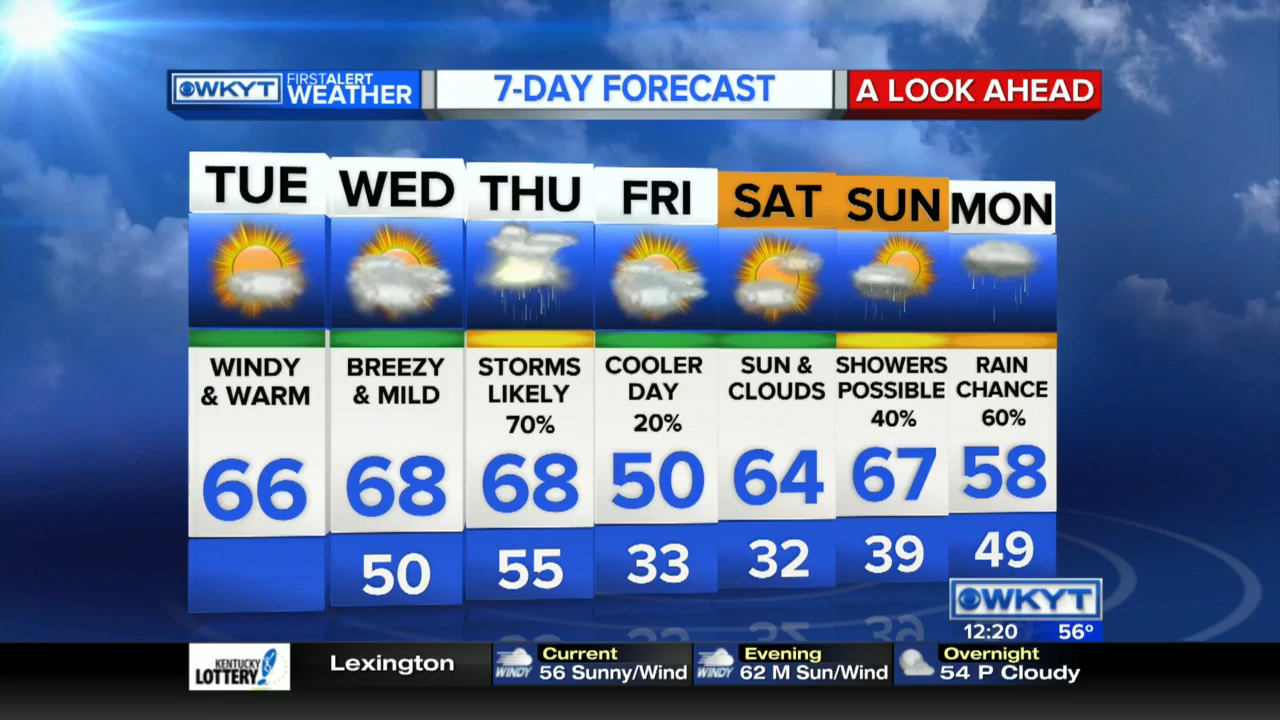 WKYT FIRST ALERT WEATHER
7-DAY FORECAST
A LOOK AHEAD
TUE WED THU FRI SAT SUN MON
WINDY & WARM
BREEZY & MILD
STORMS LIKELY 70%
COOLER DAY 20%
SUN & CLOUDS
SHOWERS POSSIBLE 40%
RAIN CHANCE 60%
66 68 68 50 64 67 58
50 55 33 32 39 49
WKYT
12:20 56°
KENTUCKY LOTTERY
Lexington
WINDY
Current
56 Sunny/Wind
WINDY
Evening
62 M Sun/Wind
Overnight
54 P Cloudy